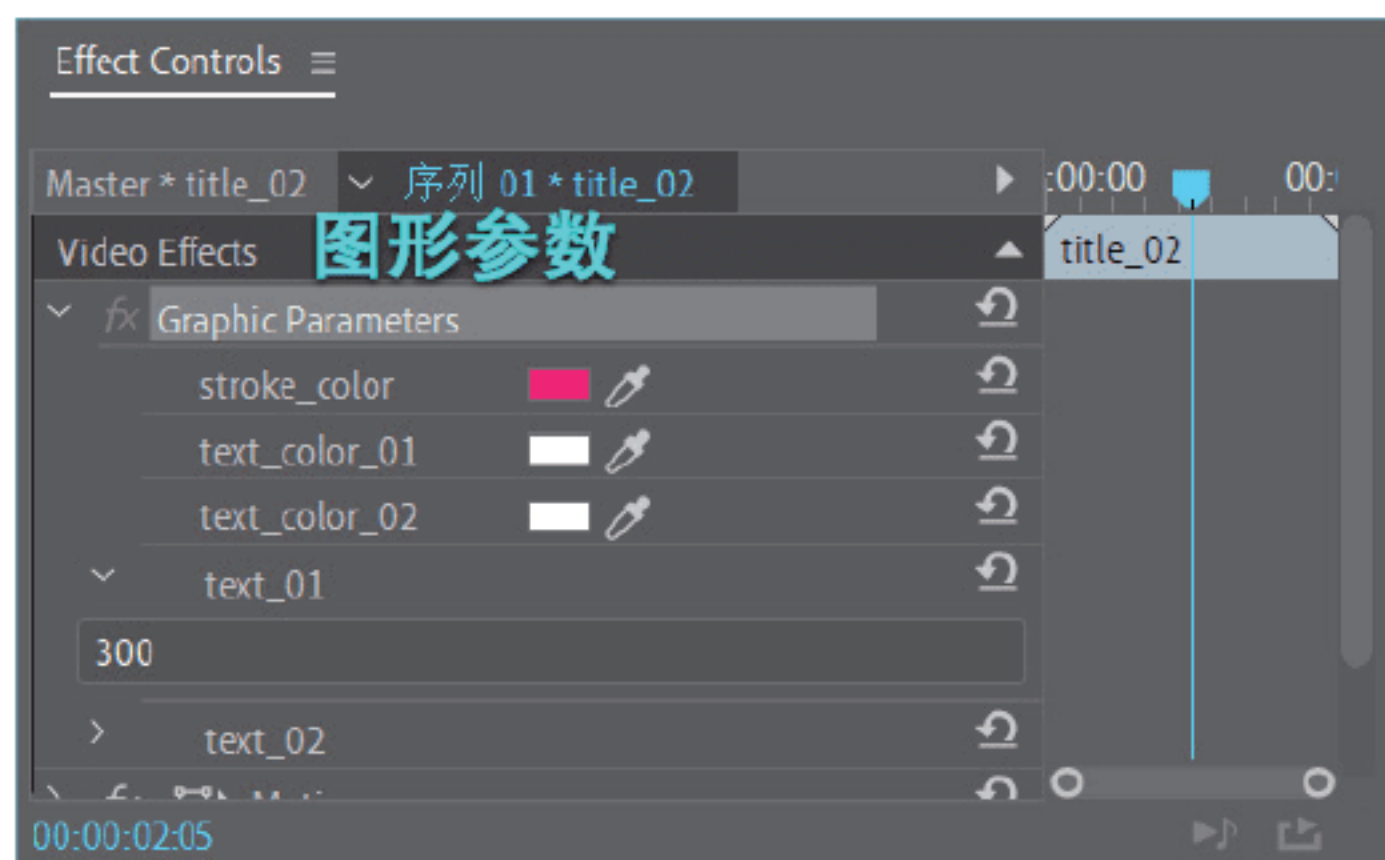 Effect Controls
Master * title_02 序列 01 * title_02 :00:00 00:
Video Effects 图形参数 title_02
fx Graphic Parameters
stroke_color
text_color_01
text_color_02
text_01
300
text_02
00:00:02:05